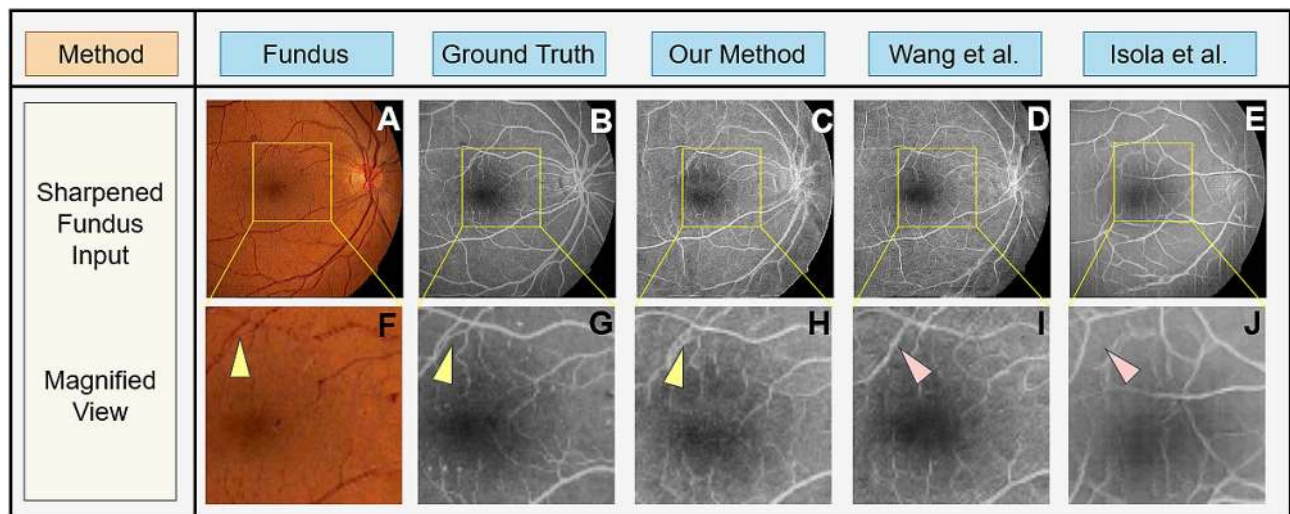 Method
Fundus
Ground Truth
Our Method
Wang et al.
Isola et al.
Sharpened
Fundus
Input
A
B
C
D
E
Magnified
View
F
G
H
I
J